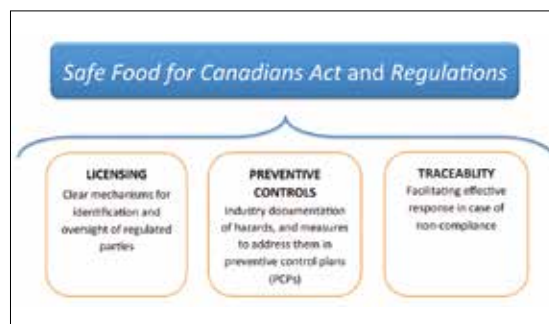 Safe Food for Canadians Act and Regulations
LICENSING
Clear mechanisms for
identification and
oversight of regulated
parties
PREVENTIVE
CONTROLS
Industry documentation
of hazards, and measures
to address them in
preventive control plans
(PCPs)
TRACEABLITY
Facilitating effective
response in case of
non-compliance